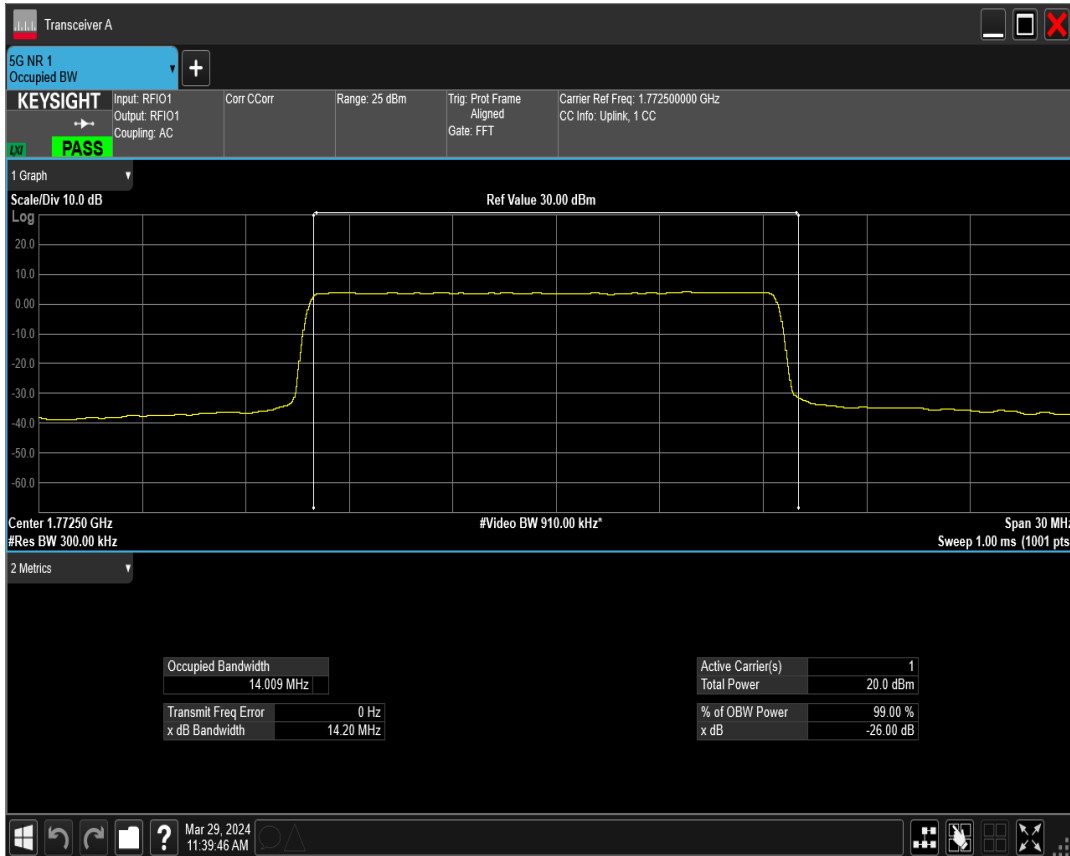 Transceiver A
5G NR 1
Occupied BW
KEYSIGHT
LXI
PASS
Input: RFIO1
Output: RFIO1
Coupling: AC
Corr CCorr
Range: 25 dBm
Trig: Prot Frame
Aligned
Gate: FFT
Carrier Ref Freq: 1.772500000 GHz
CC Info: Uplink, 1 CC
1 Graph
Scale/Div 10.0 dB
Ref Value 30.00 dBm
Log
20.0
10.0
0.00
-10.0
-20.0
-30.0
-40.0
-50.0
-60.0
Center 1.77250 GHz
#Video BW 910.00 kHz*
Span 30 MHz
#Res BW 300.00 kHz
Sweep 1.00 ms (1001 pts
2 Metrics
Occupied Bandwidth
14.009 MHz
Transmit Freq Error 0 Hz
x dB Bandwidth 14.20 MHz
Active Carrier(s) 1
Total Power 20.0 dBm
% of OBW Power 99.00 %
x dB -26.00 dB
?
Mar 29, 2024
11:39:46 AM